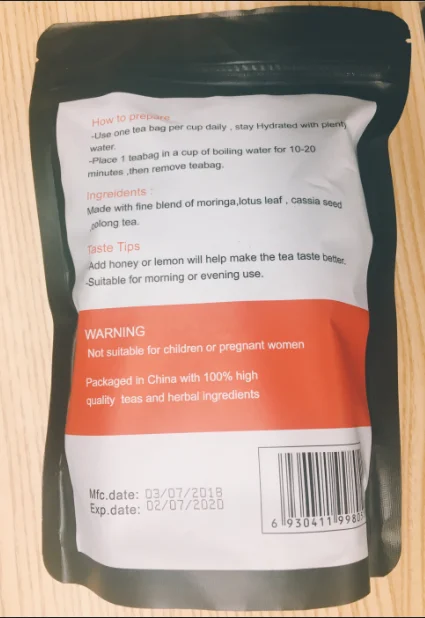 How to prepare
-Use one tea bag per cup daily , stay Hydrated with plenty
water.
-Place 1 teabag in a cup of boiling water for 10-20
minutes ,then remove teabag.
Ingreidents :
Made with fine blend of moringa,lotus leaf , cassia seed
,oolong tea.
Taste Tips
-Add honey or lemon will help make the tea taste better.
-Suitable for morning or evening use.
WARNING
Not suitable for children or pregnant women
Packaged in China with 100% high
quality teas and herbal ingredients
Mfc.date: 03/07/2018
Exp.date: 02/07/2020
6 930411 99805